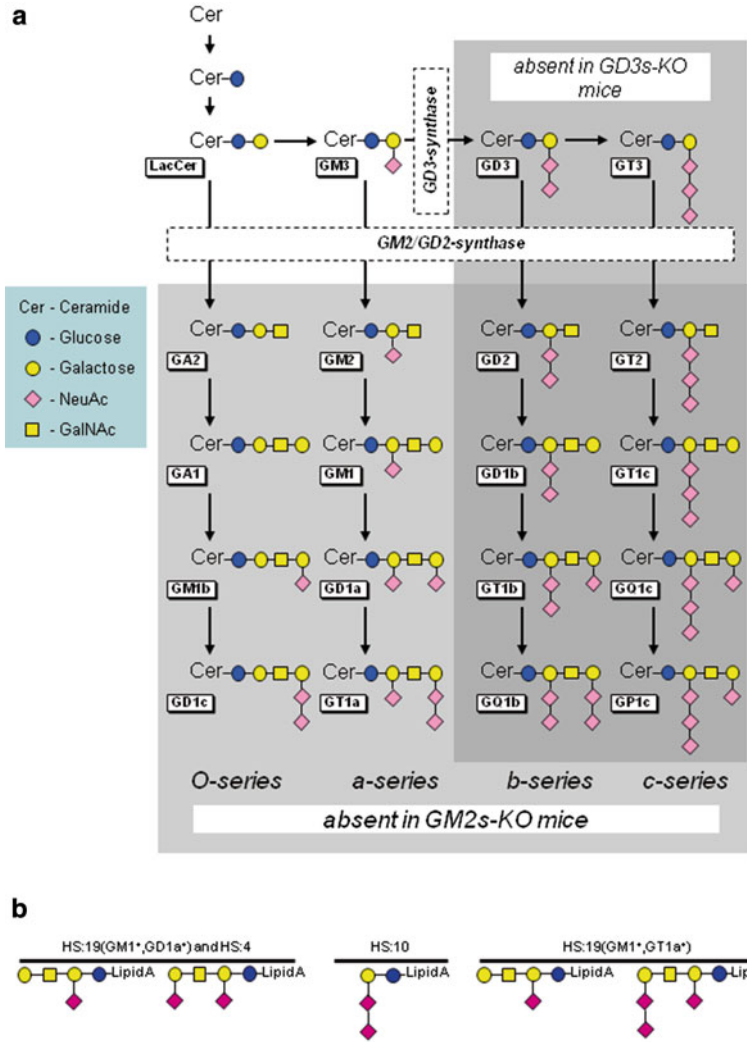 a
Cer
Cer
absent in GD3s-KO
mice
GD3-synthase
Cer
Cer
Cer
Cer
LacCer
GM3
GD3
GT3
GM2/GD2-synthase
Cer - Ceramide
- Glucose
- Galactose
- NeuAc
- GalNAc
Cer
Cer
Cer
Cer
GA2
GM2
GD2
GT2
Cer
Cer
Cer
Cer
GA1
GM1
GD1b
GT1c
Cer
Cer
Cer
Cer
GM1b
GD1a
GT1b
GQ1c
Cer
Cer
Cer
Cer
GD1c
GT1a
GQ1b
GP1c
O-series
a-series
b-series
c-series
absent in GM2s-KO mice
b
HS:19(GM1⁺,GD1a⁺) and HS:4
HS:10
HS:19(GM1⁺,GT1a⁺)
LipidA
LipidA
LipidA
LipidA
Lip